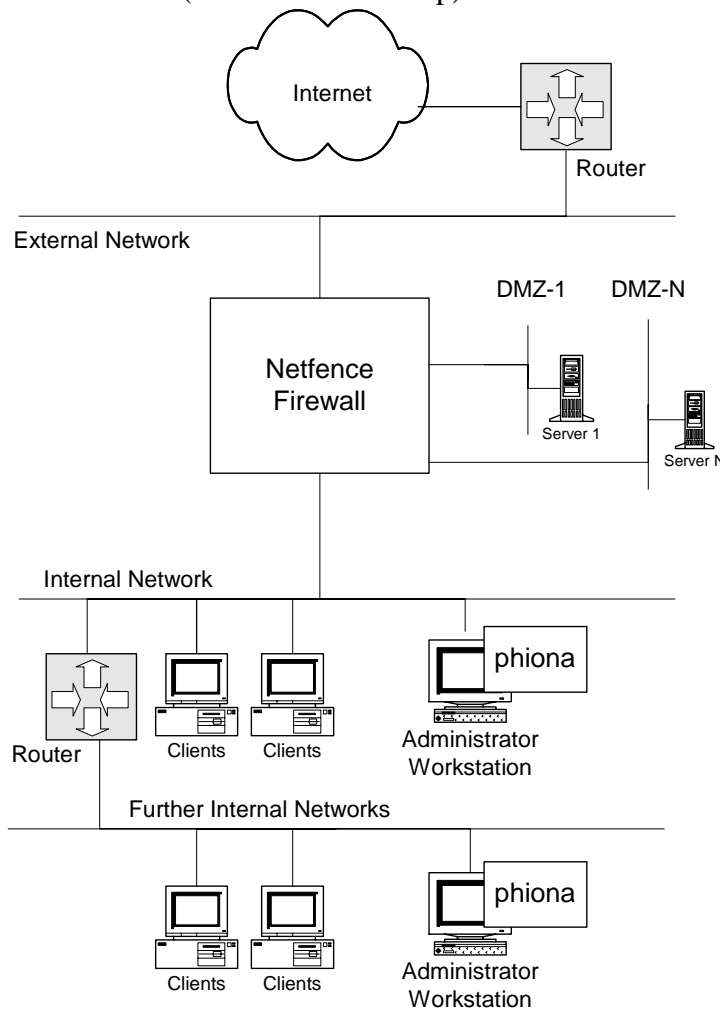 Internet
Router
External Network
DMZ-1 DMZ-N
Netfence
Firewall
Server 1
Server N
Internal Network
phiona
Router
Clients
Clients
Administrator
Workstation
Further Internal Networks
phiona
Clients
Clients
Administrator
Workstation